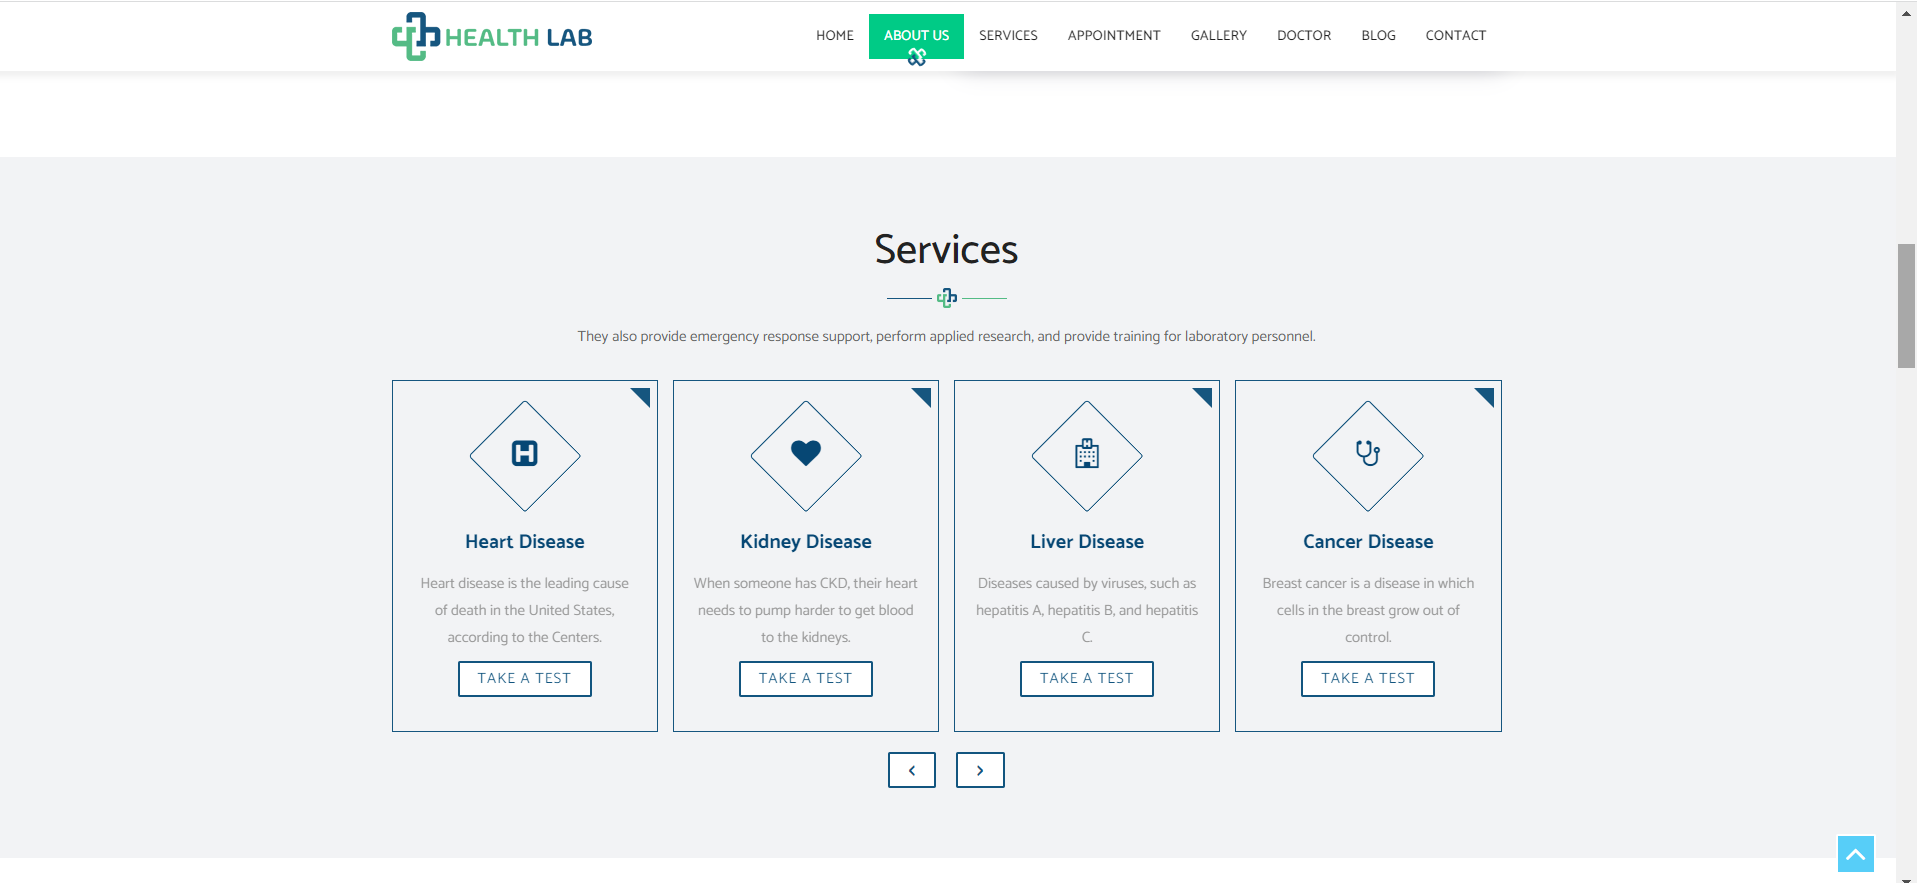 HEALTH LAB
HOME ABOUT US SERVICES APPOINTMENT GALLERY DOCTOR BLOG CONTACT
Services
They also provide emergency response support, perform applied research, and provide training for laboratory personnel.
H
Heart Disease
Heart disease is the leading cause
of death in the United States,
according to the Centers.
TAKE A TEST
Kidney Disease
When someone has CKD, their heart
needs to pump harder to get blood
to the kidneys.
TAKE A TEST
Liver Disease
Diseases caused by viruses, such as
hepatitis A, hepatitis B, and hepatitis
C.
TAKE A TEST
Cancer Disease
Breast cancer is a disease in which
cells in the breast grow out of
control.
TAKE A TEST